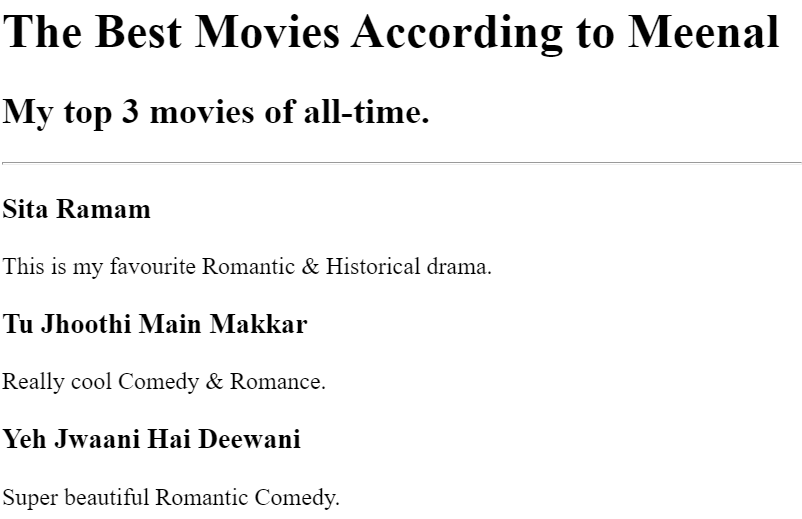 The Best Movies According to Meenal
My top 3 movies of all-time.
Sita Ramam
This is my favourite Romantic & Historical drama.
Tu Jhoothi Main Makkar
Really cool Comedy & Romance.
Yeh Jwaani Hai Deewani
Super beautiful Romantic Comedy.